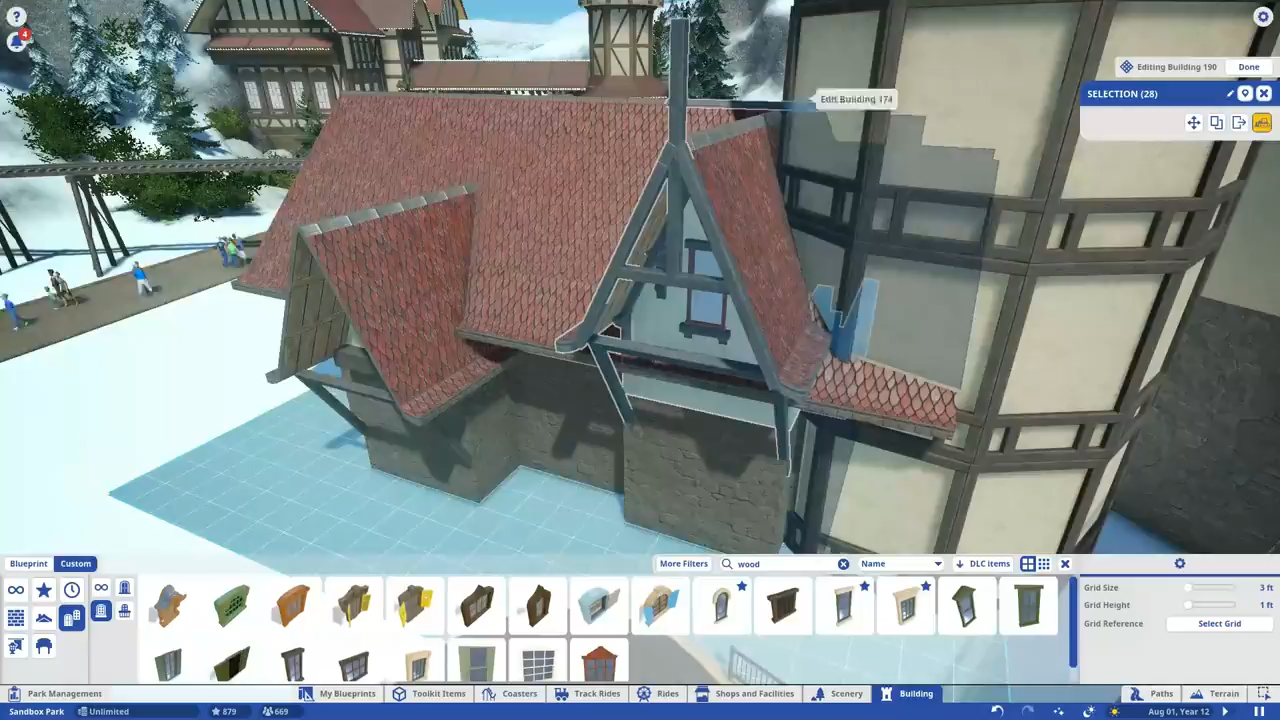 ?
4
Editing Building 190 Done
SELECTION (28)
Edit Building 174
Blueprint Custom
More Filters wood Name DLC items
Grid Size 3 ft
Grid Height 1 ft
Grid Reference Select Grid
Park Management My Blueprints Toolkit Items Coasters Track Rides Rides Shops and Facilities Scenery Building Paths Terrain
Sandbox Park Unlimited 879 669 Aug 01, Year 12